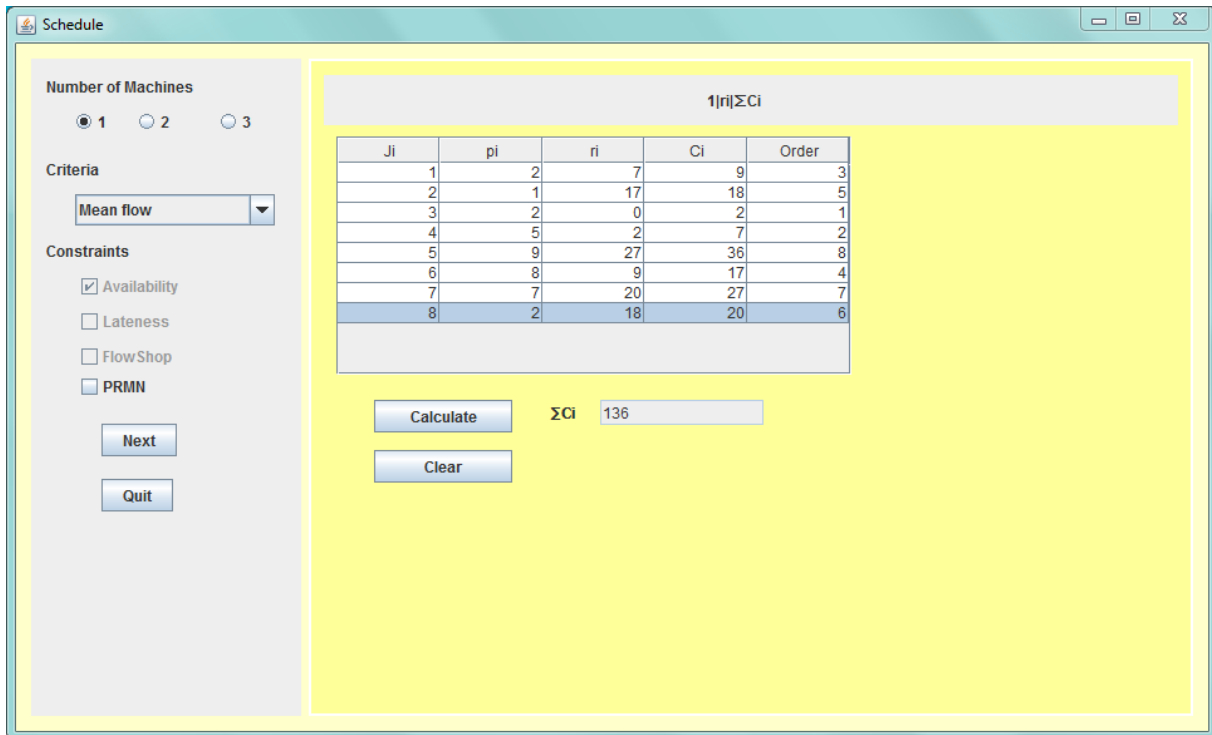 Schedule
Number of Machines
1 2 3
Criteria
Mean flow
Constraints
Availability
Lateness
FlowShop
PRMN
Next
Quit
1|ri|ΣCi
Ji pi ri Ci Order
1 2 7 9 3
2 1 17 18 5
3 2 0 2 1
4 5 2 7 2
5 9 27 36 8
6 8 9 17 4
7 7 20 27 7
8 2 18 20 6
Calculate ΣCi 136
Clear